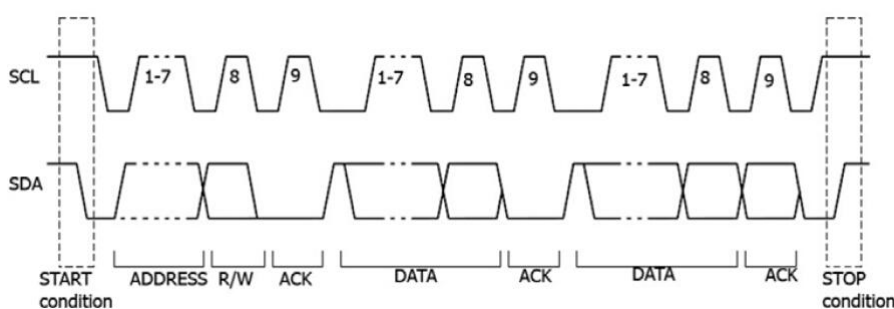 SCL
1-7
8
9
1-7
8
9
1-7
8
9
SDA
START
condition
ADDRESS
R/W
ACK
DATA
ACK
DATA
ACK
STOP
condition